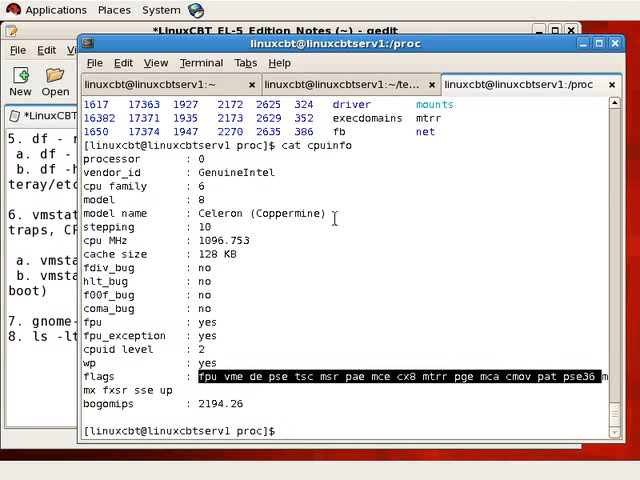 Applications Places System
*LinuxCBT EL-5 Edition Notes (~) - gedit
File Edit
New Open
*LinuxCBT
5. df - r
a. df -
b. df -h
teray/etc
6. vmstat
traps, CP
a. vmsta
b. vmsta
boot)
7. gnome-
8. ls -lt
linuxcbt@linuxcbtserv1:/proc
File Edit View Terminal Tabs Help
linuxcbt@linuxcbtserv1:~
linuxcbt@linuxcbtserv1:~/te...
linuxcbt@linuxcbtserv1:/proc
1617 17363 1927 2172 2625 324 driver mounts
16382 17371 1935 2173 2629 352 execdomains mtrr
1650 17374 1947 2270 2635 386 fb net
[linuxcbt@linuxcbtserv1 proc]$ cat cpuinfo
processor : 0
vendor_id : GenuineIntel
cpu family : 6
model : 8
model name : Celeron (Coppermine)
stepping : 10
cpu MHz : 1096.753
cache size : 128 KB
fdiv_bug : no
hlt_bug : no
f00f_bug : no
coma_bug : no
fpu : yes
fpu_exception : yes
cpuid level : 2
wp : yes
flags : fpu vme de pse tsc msr pae mce cx8 mtrr pge mca cmov pat pse36 m
mx fxsr sse up
bogomips : 2194.26
[linuxcbt@linuxcbtserv1 proc]$